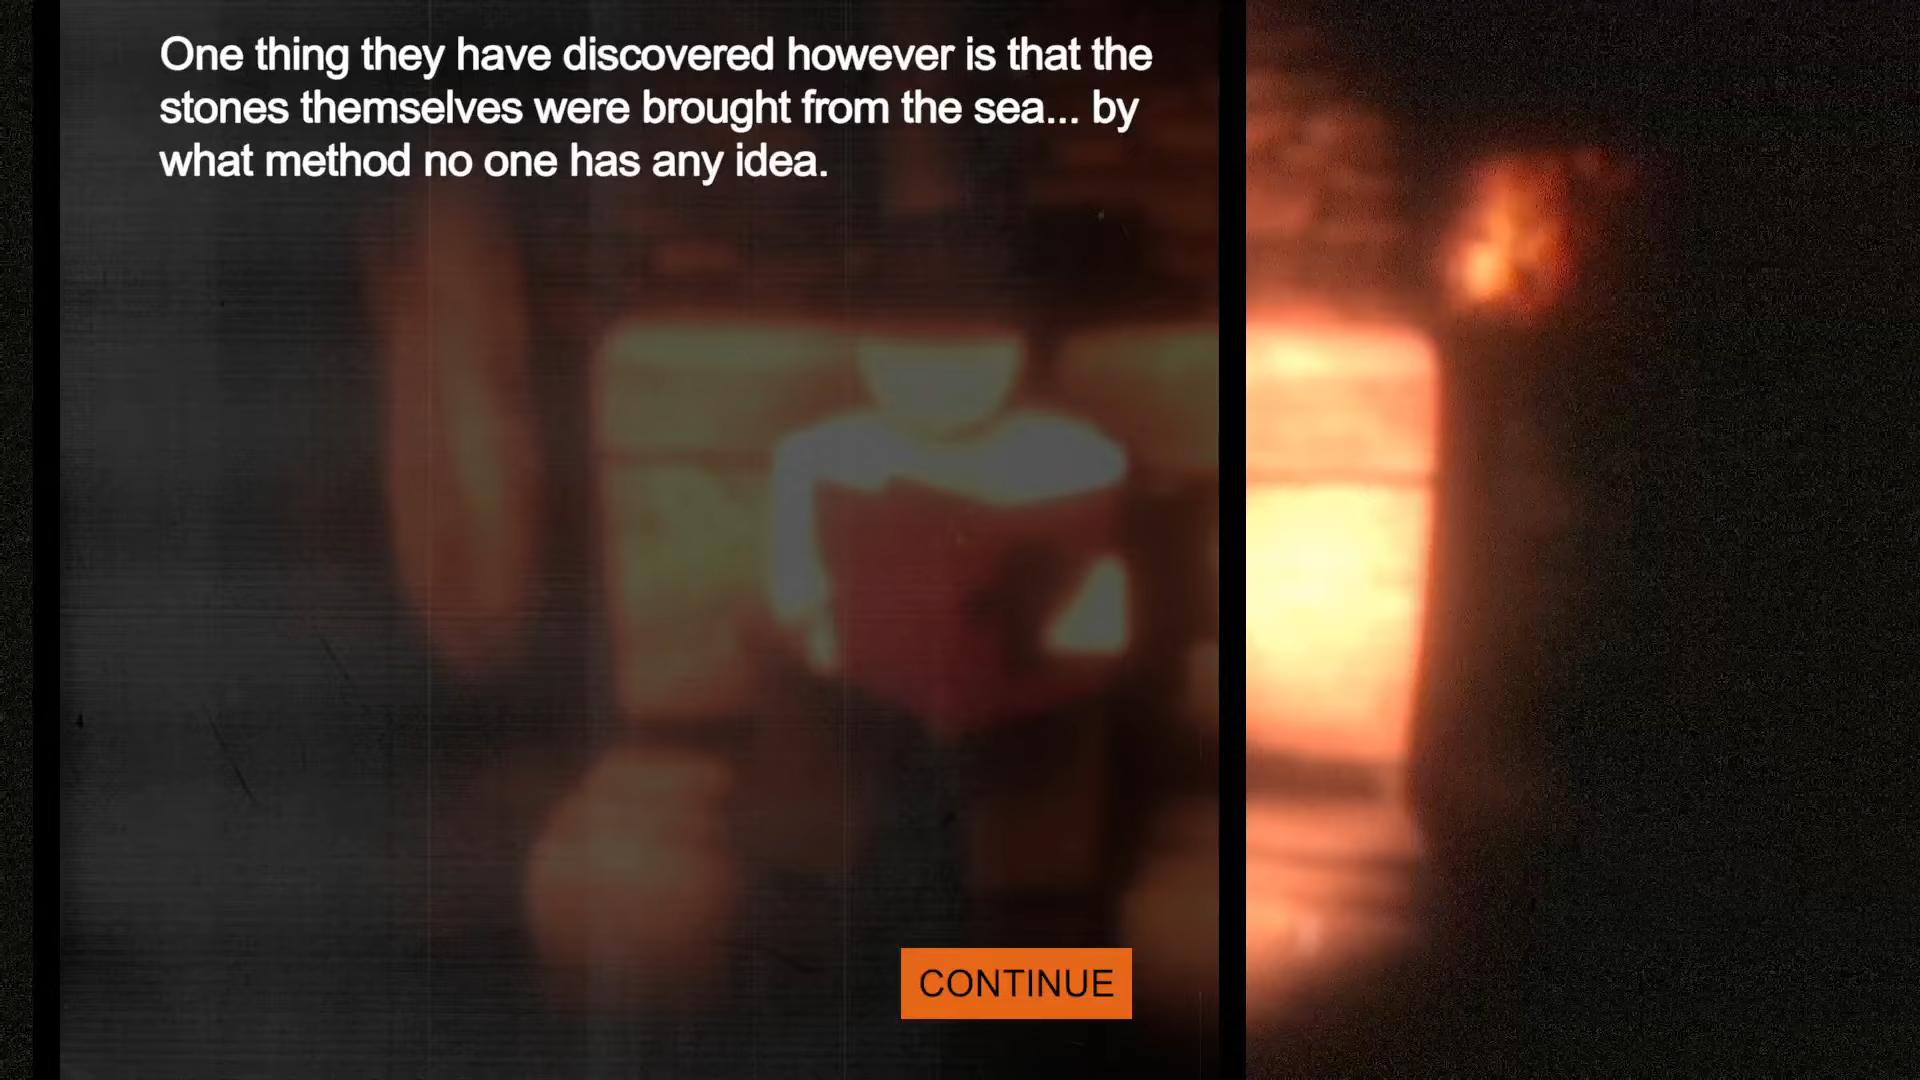 One thing they have discovered however is that the
stones themselves were brought from the sea... by
what method no one has any idea.
CONTINUE